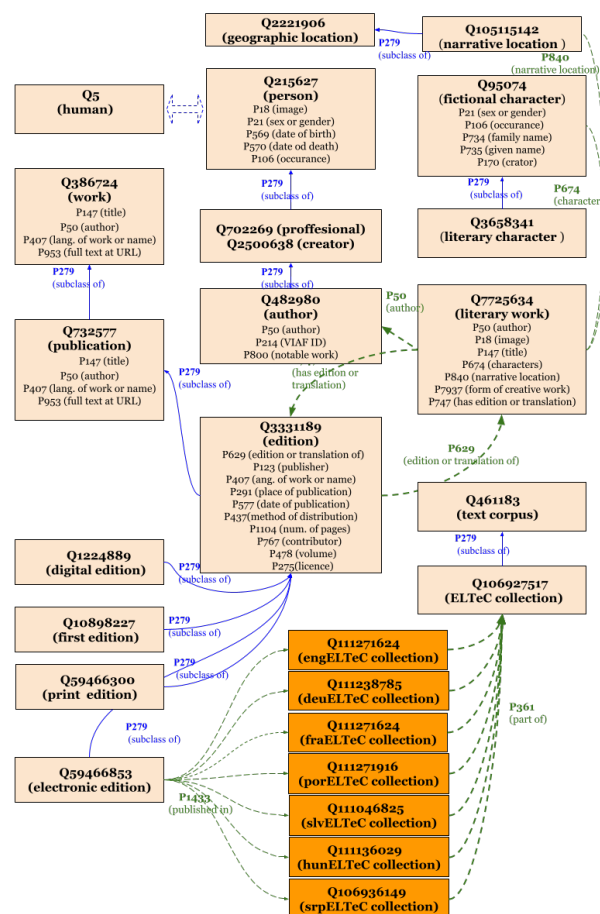 Q2221906
(geographic location)
P279
(subclass of)
Q105115142
(narrative location )
P840
(narrative location)
Q5
(human)
Q215627
(person)
P18 (image)
P21 (sex or gender)
P569 (date of birth)
P570 (date od death)
P106 (occurance)
Q95074
(fictional character)
P21 (sex or gender)
P106 (occurance)
P734 (family name)
P735 (given name)
P170 (crator)
Q386724
(work)
P147 (title)
P50 (author)
P407 (lang. of work or name)
P953 (full text at URL)
P279
(subclass of)
P279
(subclass of)
P674
(character
Q702269 (proffesional)
Q2500638 (creator)
Q3658341
(literary character )
P279
(subclass of)
P279
(subclass of)
Q482980
(author)
P50 (author)
P214 (VIAF ID)
P800 (notable work)
P50
(author)
Q7725634
(literary work)
P50 (author)
P18 (image)
P147 (title)
P674 (characters)
P840 (narrative location)
P7937 (form of creative work)
P747 (has edition or translation)
Q732577
(publication)
P147 (title)
P50 (author)
P407 (lang. of work or name)
P953 (full text at URL)
P279
(subclass of)
(has edition or
translation)
Q3331189
(edition)
P629 (edition or translation of)
P123 (publisher)
P407 (ang. of work or name)
P291 (place of publication)
P577 (date of publication)
P437(method of distribution)
P1104 (num. of pages)
P767 (contributor)
P478 (volume)
P275(licence)
P629
(edition or translation of)
Q461183
(text corpus)
P279
(subclass of)
Q1224889
(digital edition)
P279
(subclass of)
Q106927517
(ELTeC collection)
Q10898227
(first edition)
P279
(subclass of)
Q59466300
(print edition)
P279
(subclass of)
P279
(subclass of)
Q59466853
(electronic edition)
P1433
(published in)
Q111271624
(engELTeC collection)
Q111238785
(deuELTeC collection)
Q111271624
(fraELTeC collection)
Q111271916
(porELTeC collection)
Q111046825
(slvELTeC collection)
Q111136029
(hunELTeC collection)
Q106936149
(srpELTeC collection)
P361
(part of)